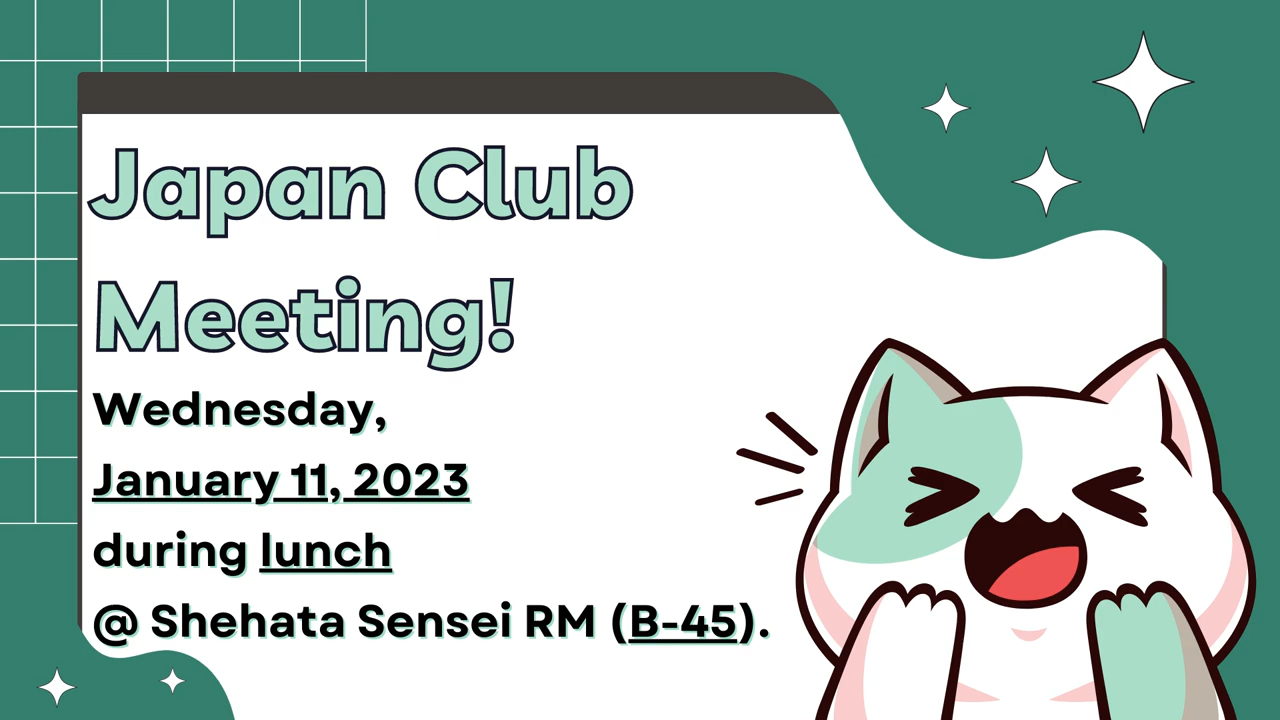 Japan Club
Meeting!
Wednesday,
January 11, 2023
during lunch
@ Shehata Sensei RM (B-45).